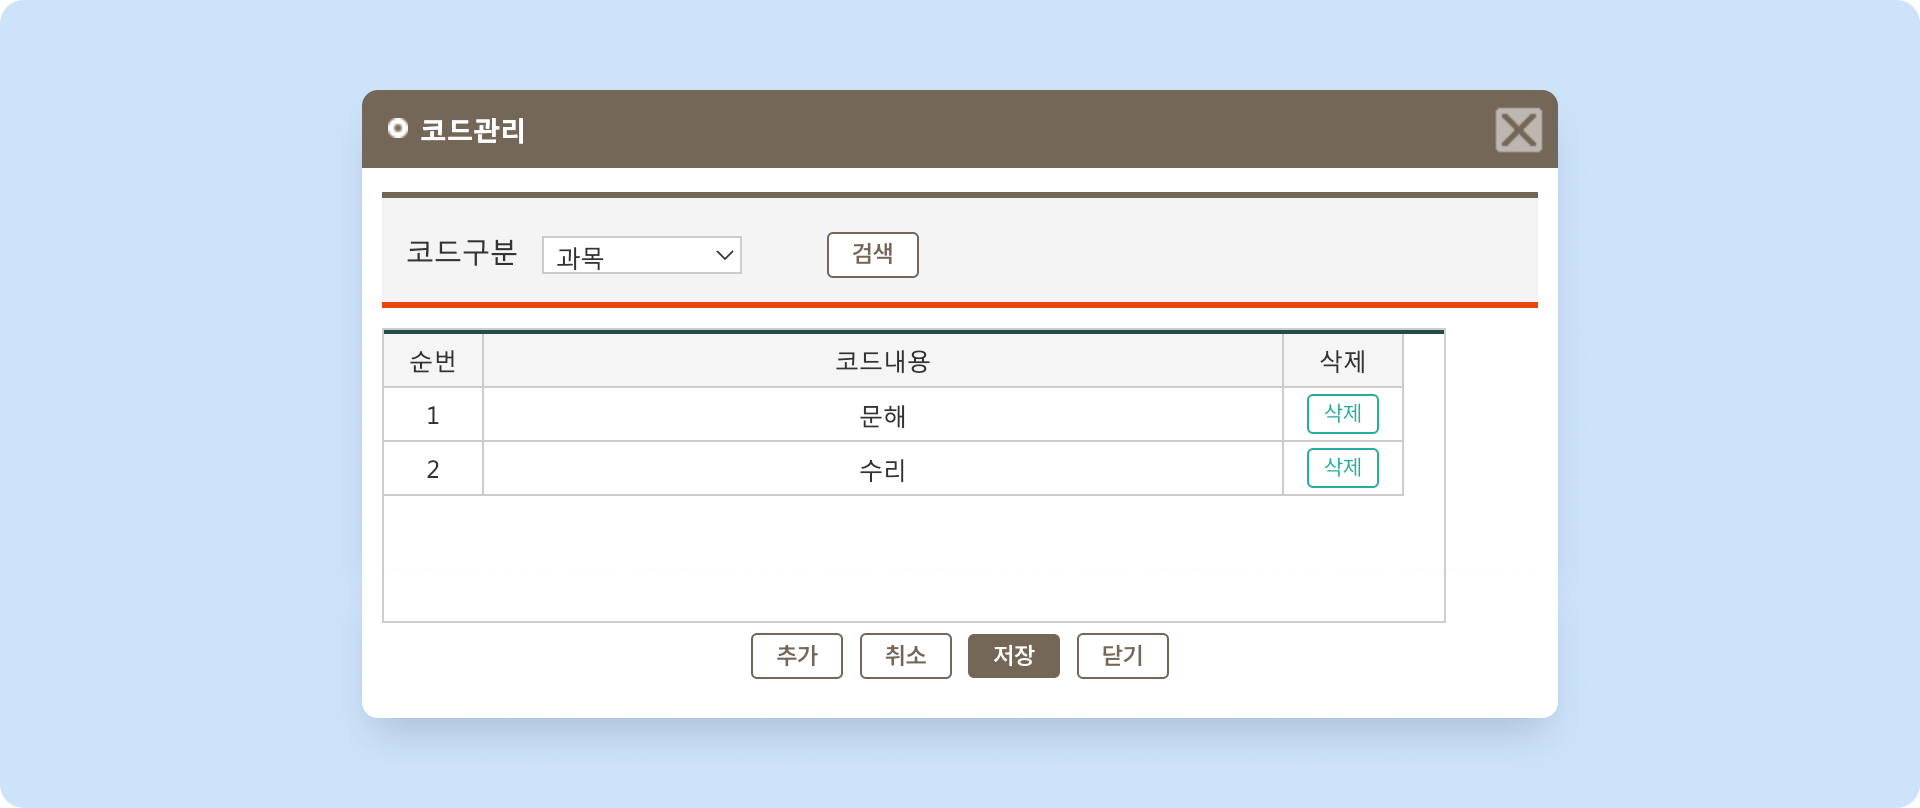 코드관리
코드구분 과목 검색
순번 코드내용 삭제
1 문해 삭제
2 수리 삭제
추가 취소 저장 닫기